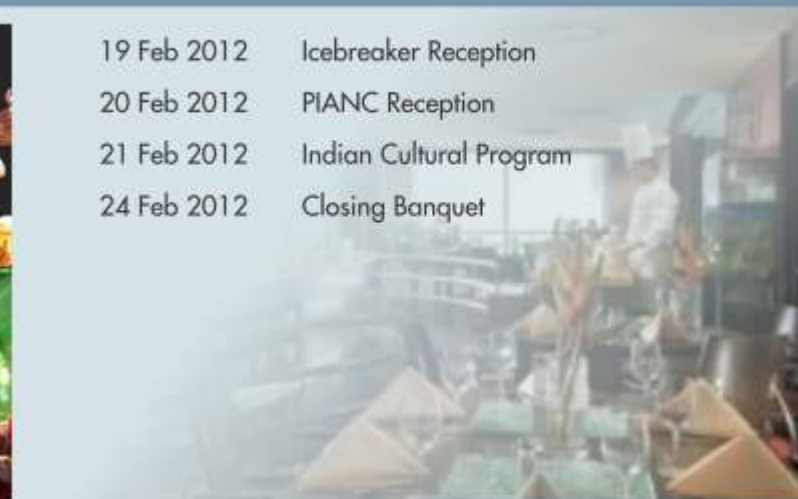 19 Feb 2012 Icebreaker Reception
20 Feb 2012 PIANC Reception
21 Feb 2012 Indian Cultural Program
24 Feb 2012 Closing Banquet